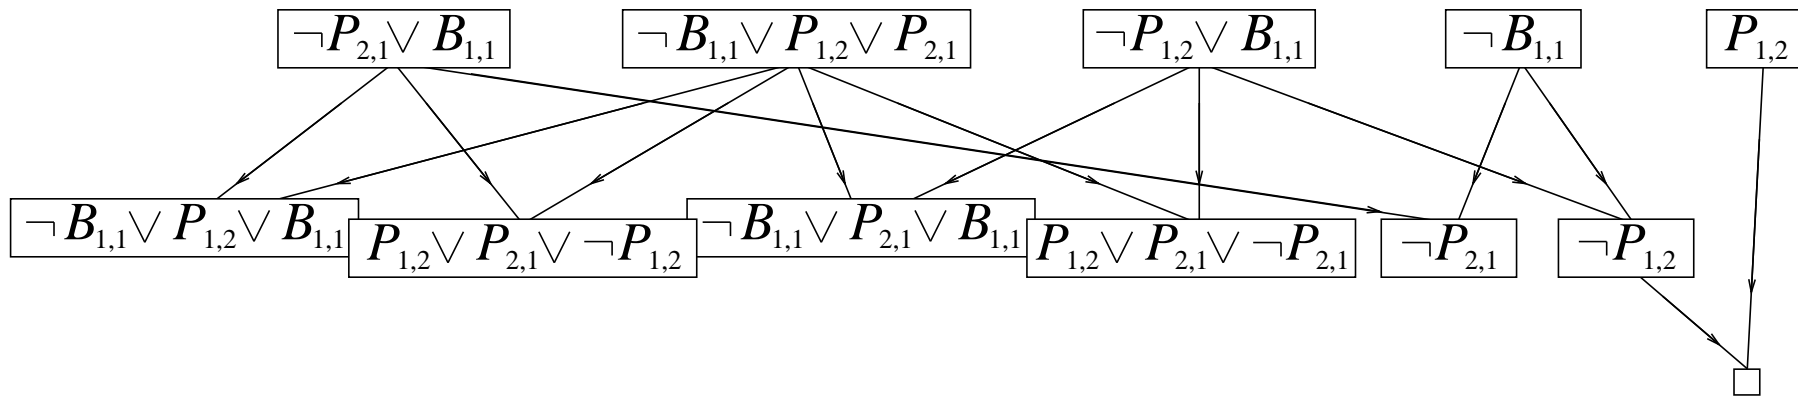 ¬P₂,₁ ∨ B₁,₁ ¬B₁,₁ ∨ P₁,₂ ∨ P₂,₁ ¬P₁,₂ ∨ B₁,₁ ¬B₁,₁ P₁,₂
¬B₁,₁ ∨ P₁,₂ ∨ B₁,₁ P₁,₂ ∨ P₂,₁ ∨ ¬P₁,₂ ¬B₁,₁ ∨ P₂,₁ ∨ B₁,₁ P₁,₂ ∨ P₂,₁ ∨ ¬P₂,₁ ¬P₂,₁ ¬P₁,₂